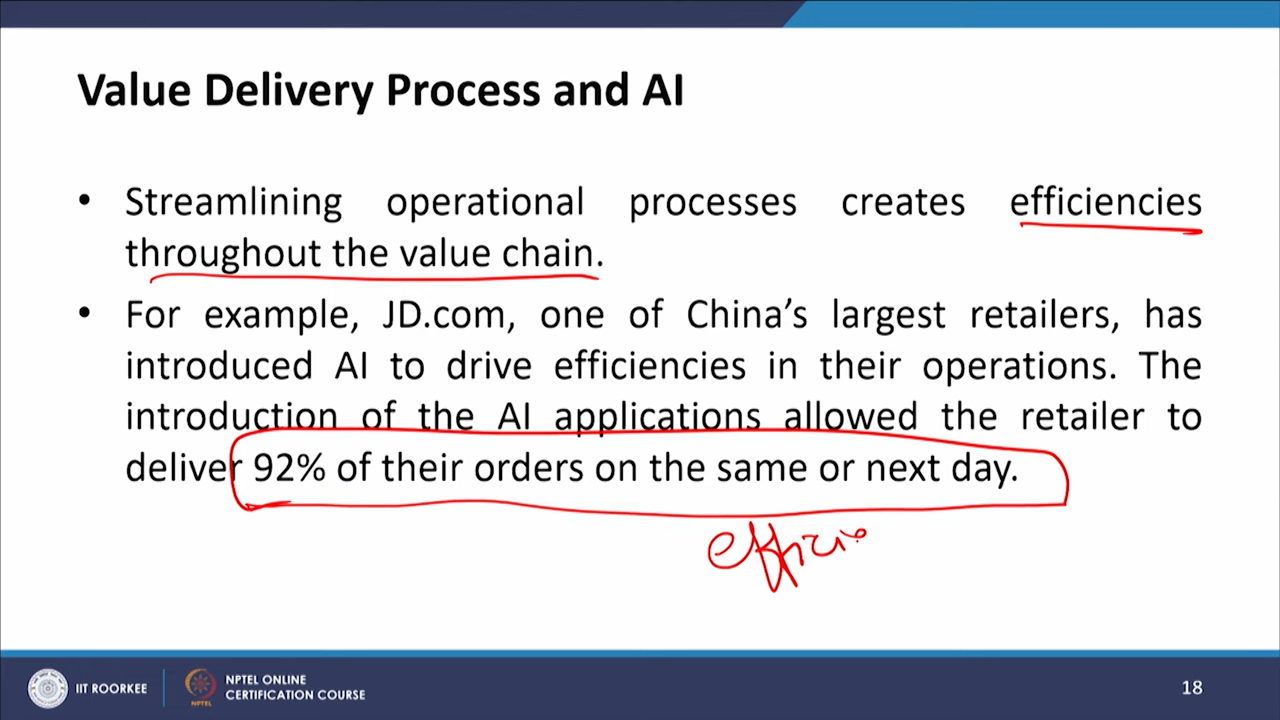 Value Delivery Process and AI
• Streamlining operational processes creates efficiencies
throughout the value chain.
• For example, JD.com, one of China’s largest retailers, has
introduced AI to drive efficiencies in their operations. The
introduction of the AI applications allowed the retailer to
deliver 92% of their orders on the same or next day.
IIT ROORKEE
NPTEL
NPTEL ONLINE
CERTIFICATION COURSE
18